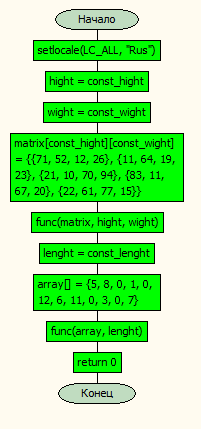 Начало
setlocale(LC_ALL, "Rus")
hight = const_hight
wight = const_wight
matrix[const_hight][const_wight]
= {{71, 52, 12, 26}, {11, 64, 19,
23}, {21, 10, 70, 94}, {83, 11,
67, 20}, {22, 61, 77, 15}}
func(matrix, hight, wight)
lenght = const_lenght
array[] = {5, 8, 0, 1, 0,
12, 6, 11, 0, 3, 0, 7}
func(array, lenght)
return 0
Конец